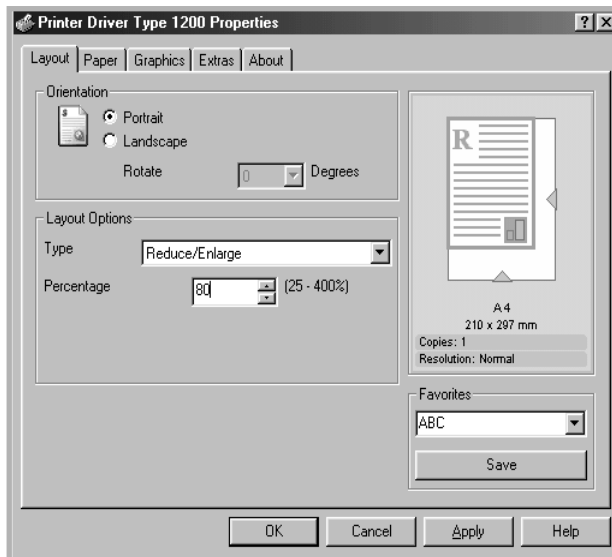 Printer Driver Type 1200 Properties
Layout Paper Graphics Extras About
Orientation
Portrait
Landscape
Rotate 0 Degrees
Layout Options
Type Reduce/Enlarge
Percentage 80 (25 - 400%)
R
A4
210 x 297 mm
Copies: 1
Resolution: Normal
Favorites
ABC
Save
OK Cancel Apply Help